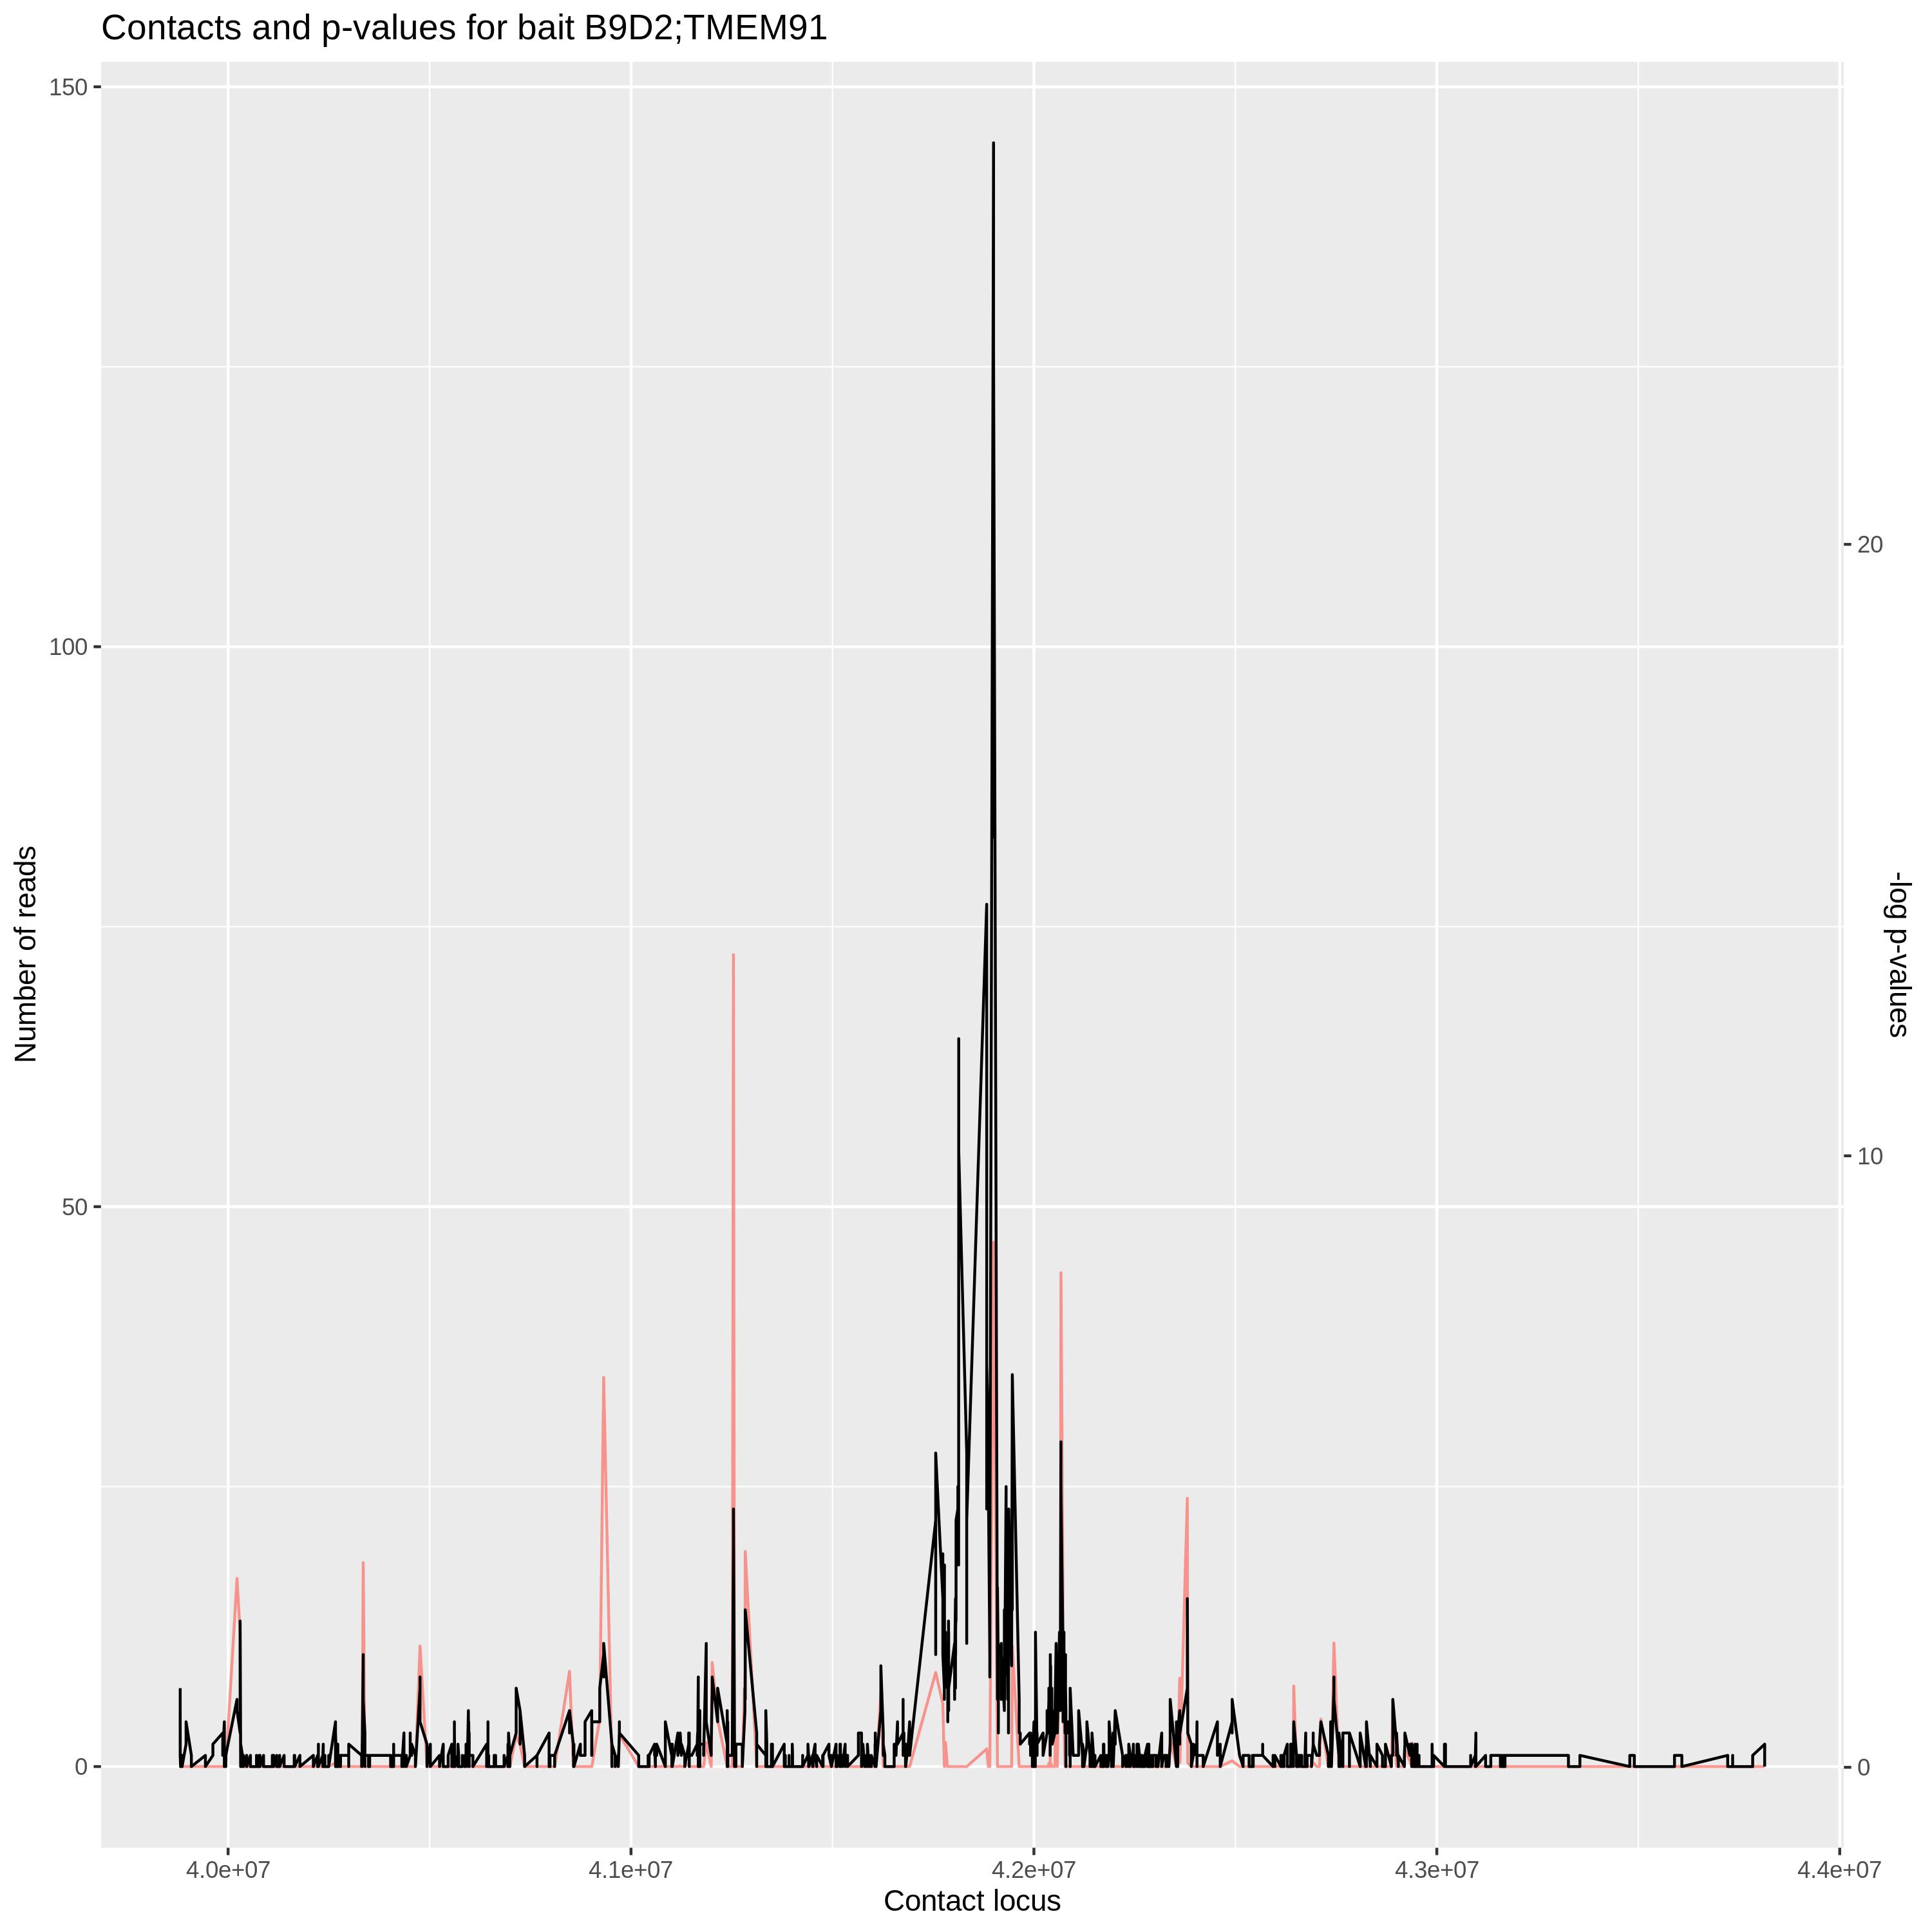 Contacts and p-values for bait B9D2;TMEM91
150
100
50
0
Number of reads
20
10
0
-log p-values
4.0e+07 4.1e+07 4.2e+07 4.3e+07 4.4e+07
Contact locus